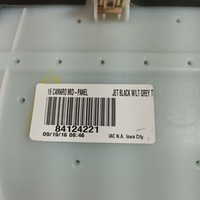 16 CAMARO MID-PANEL JET BLACK W/LT GREY T
84124221
09/19/16 08:46 IAC N.A. Iowa City